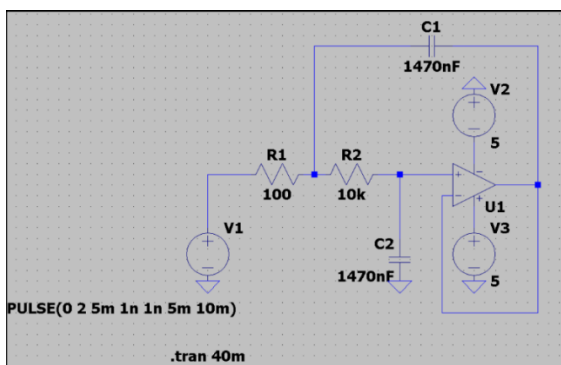 C1
1470nF
V2
5
R1
100
R2
10k
+
-
-
+
U1
V1
+
-
C2
1470nF
V3
+
-
5
+
-
PULSE(0 2 5m 1n 1n 5m 10m)
.tran 40m